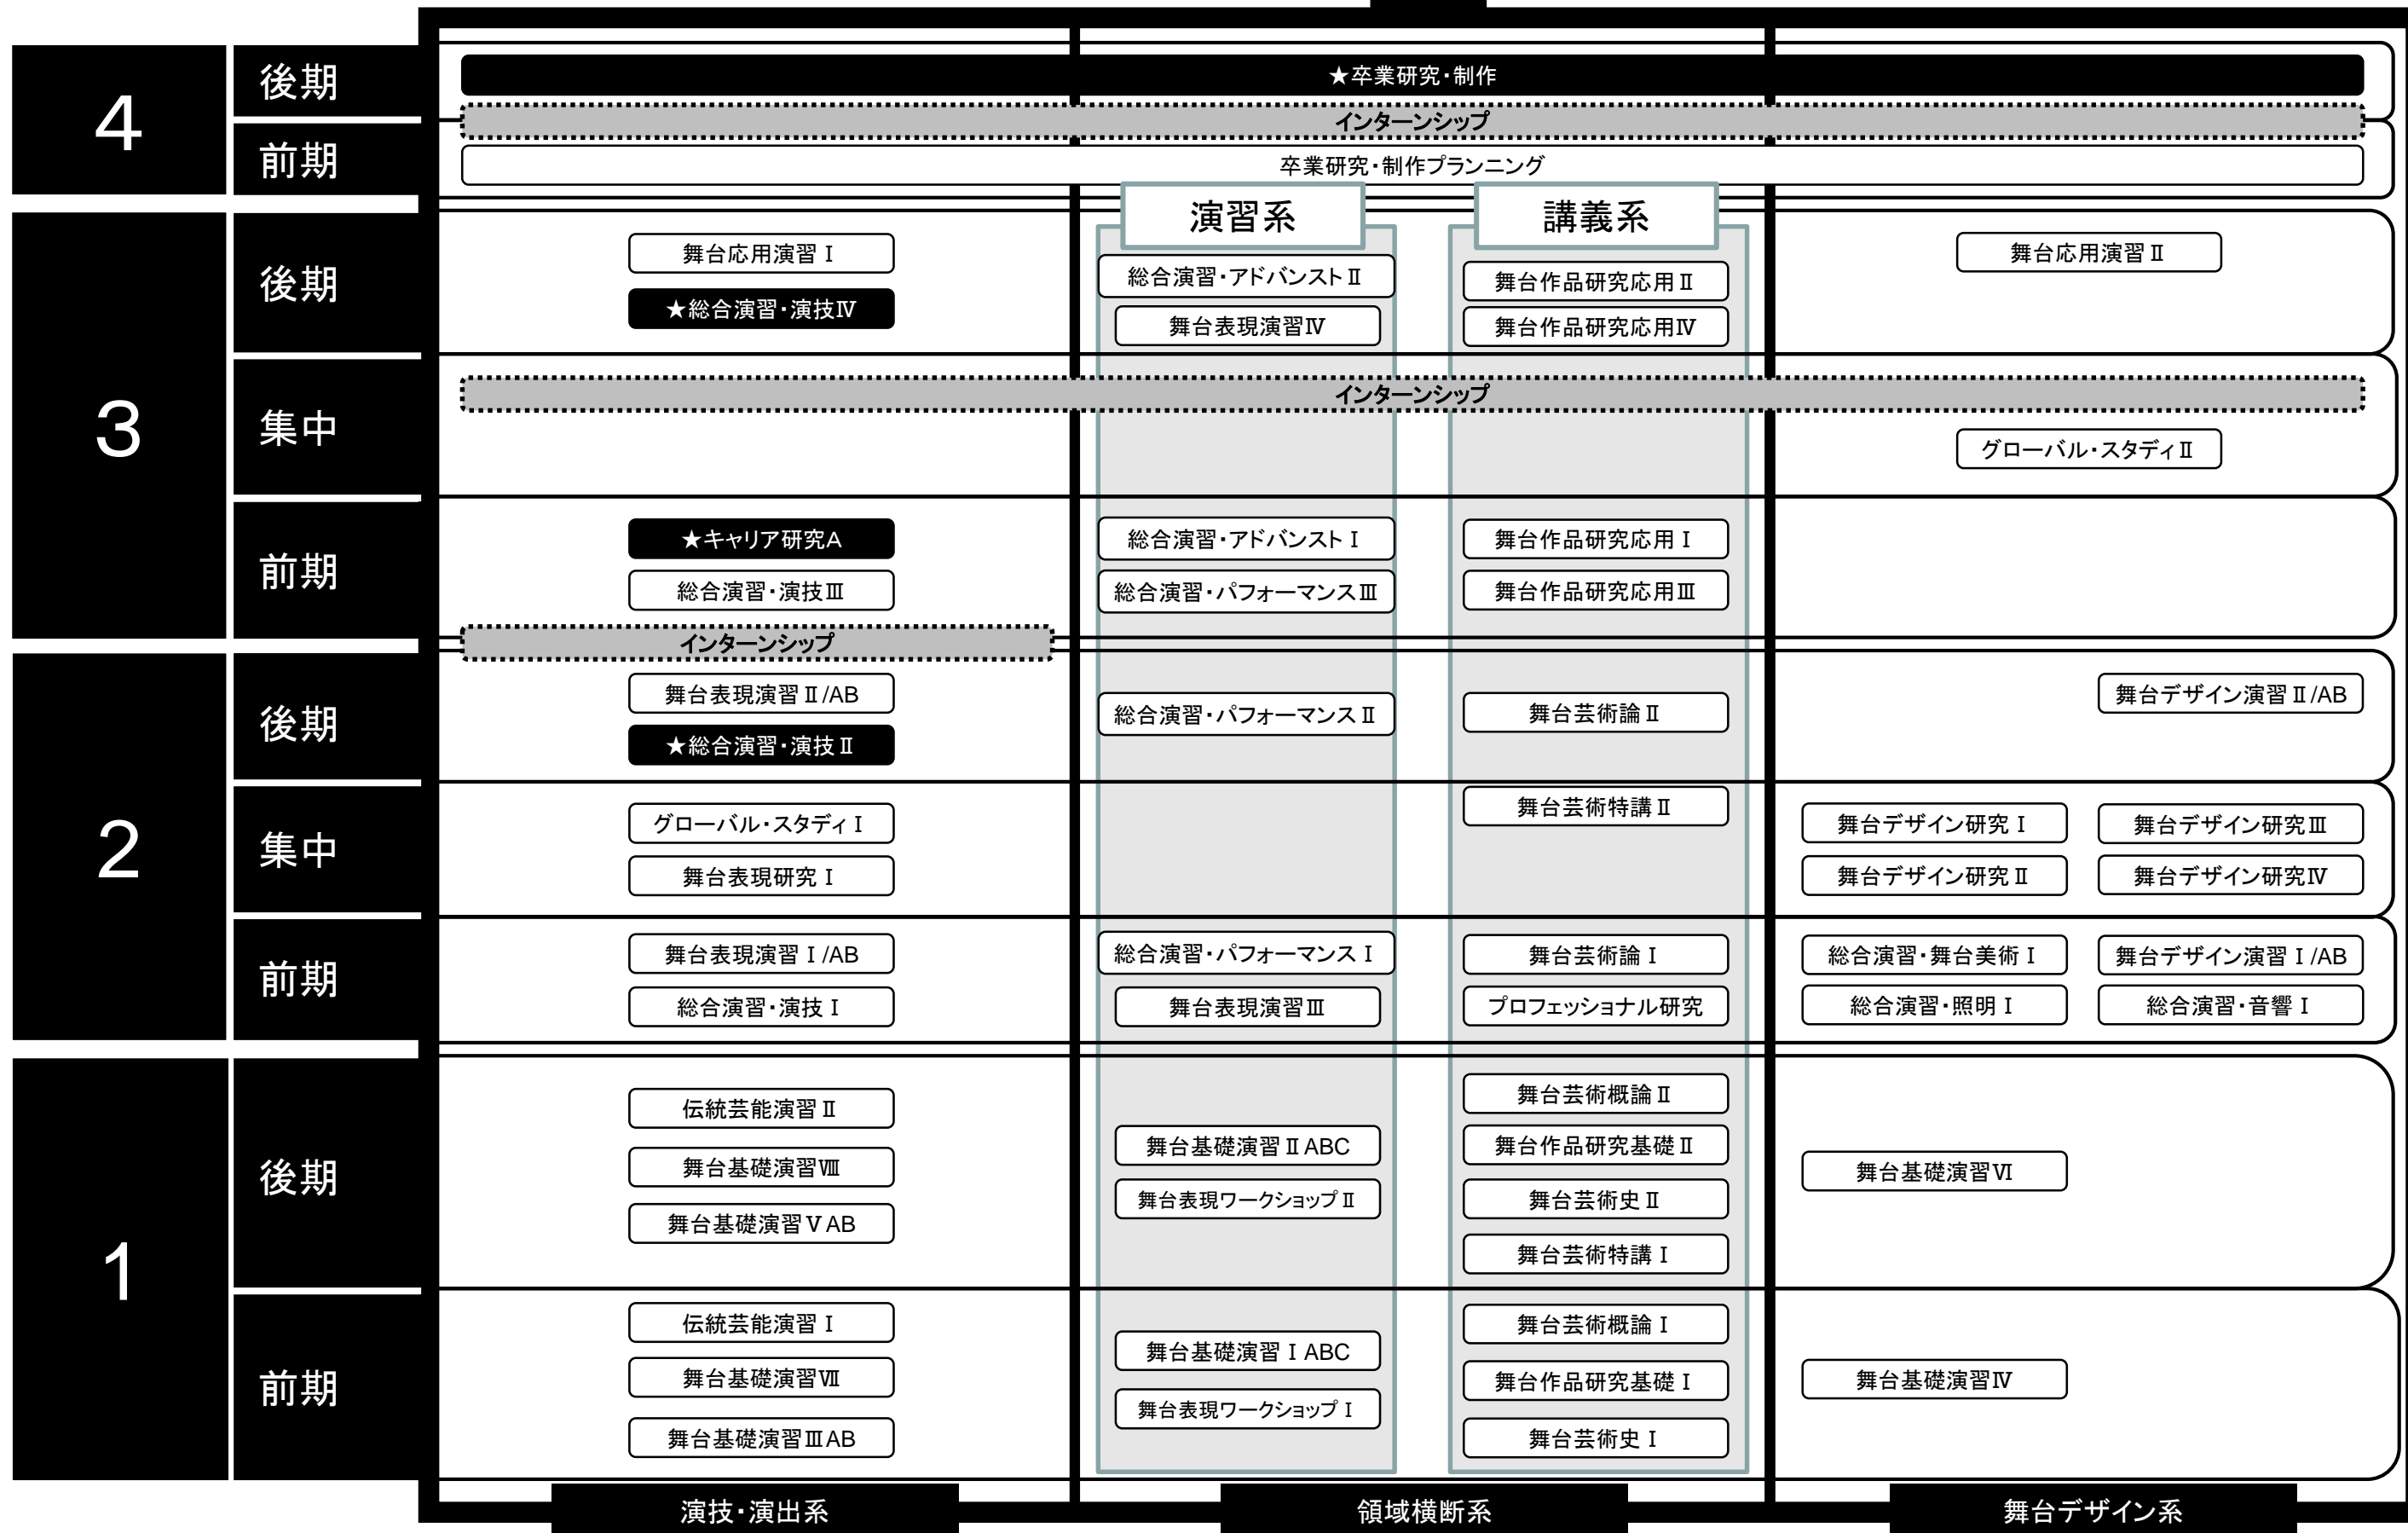 4
後期
★卒業研究・制作
インターンシップ
前期
卒業研究・制作プランニング
演習系
講義系
3
後期
舞台応用演習Ⅰ
★総合演習・演技Ⅳ
総合演習・アドバンストⅡ
舞台表現演習Ⅳ
舞台作品研究応用Ⅱ
舞台作品研究応用Ⅳ
舞台応用演習Ⅱ
集中
インターンシップ
グローバル・スタディⅡ
前期
★キャリア研究A
総合演習・演技Ⅲ
総合演習・アドバンストⅠ
総合演習・パフォーマンスⅢ
舞台作品研究応用Ⅰ
舞台作品研究応用Ⅲ
インターンシップ
2
後期
舞台表現演習Ⅱ/AB
★総合演習・演技Ⅱ
総合演習・パフォーマンスⅡ
舞台芸術論Ⅱ
舞台デザイン演習Ⅱ/AB
集中
グローバル・スタディⅠ
舞台表現研究Ⅰ
舞台芸術特講Ⅱ
舞台デザイン研究Ⅰ
舞台デザイン研究Ⅲ
舞台デザイン研究Ⅱ
舞台デザイン研究Ⅳ
前期
舞台表現演習Ⅰ/AB
総合演習・演技Ⅰ
総合演習・パフォーマンスⅠ
舞台表現演習Ⅲ
舞台芸術論Ⅰ
プロフェッショナル研究
総合演習・舞台美術Ⅰ
舞台デザイン演習Ⅰ/AB
総合演習・照明Ⅰ
総合演習・音響Ⅰ
1
後期
伝統芸能演習Ⅱ
舞台基礎演習Ⅷ
舞台基礎演習ⅤAB
舞台基礎演習ⅡABC
舞台表現ワークショップⅡ
舞台芸術概論Ⅱ
舞台作品研究基礎Ⅱ
舞台芸術史Ⅱ
舞台芸術特講Ⅰ
舞台基礎演習Ⅵ
前期
伝統芸能演習Ⅰ
舞台基礎演習Ⅶ
舞台基礎演習ⅢAB
舞台基礎演習ⅠABC
舞台表現ワークショップⅠ
舞台芸術概論Ⅰ
舞台作品研究基礎Ⅰ
舞台芸術史Ⅰ
舞台基礎演習Ⅳ
演技・演出系
領域横断系
舞台デザイン系